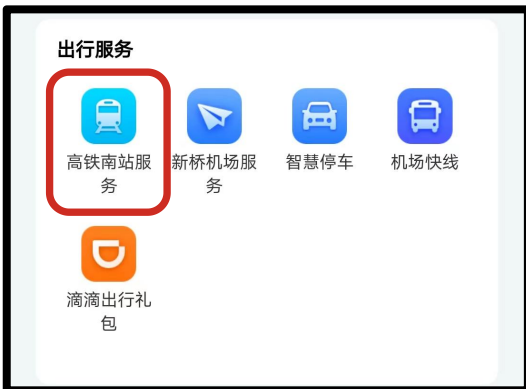 出行服务
高铁南站服务
新桥机场服务
智慧停车
机场快线
滴滴出行礼包